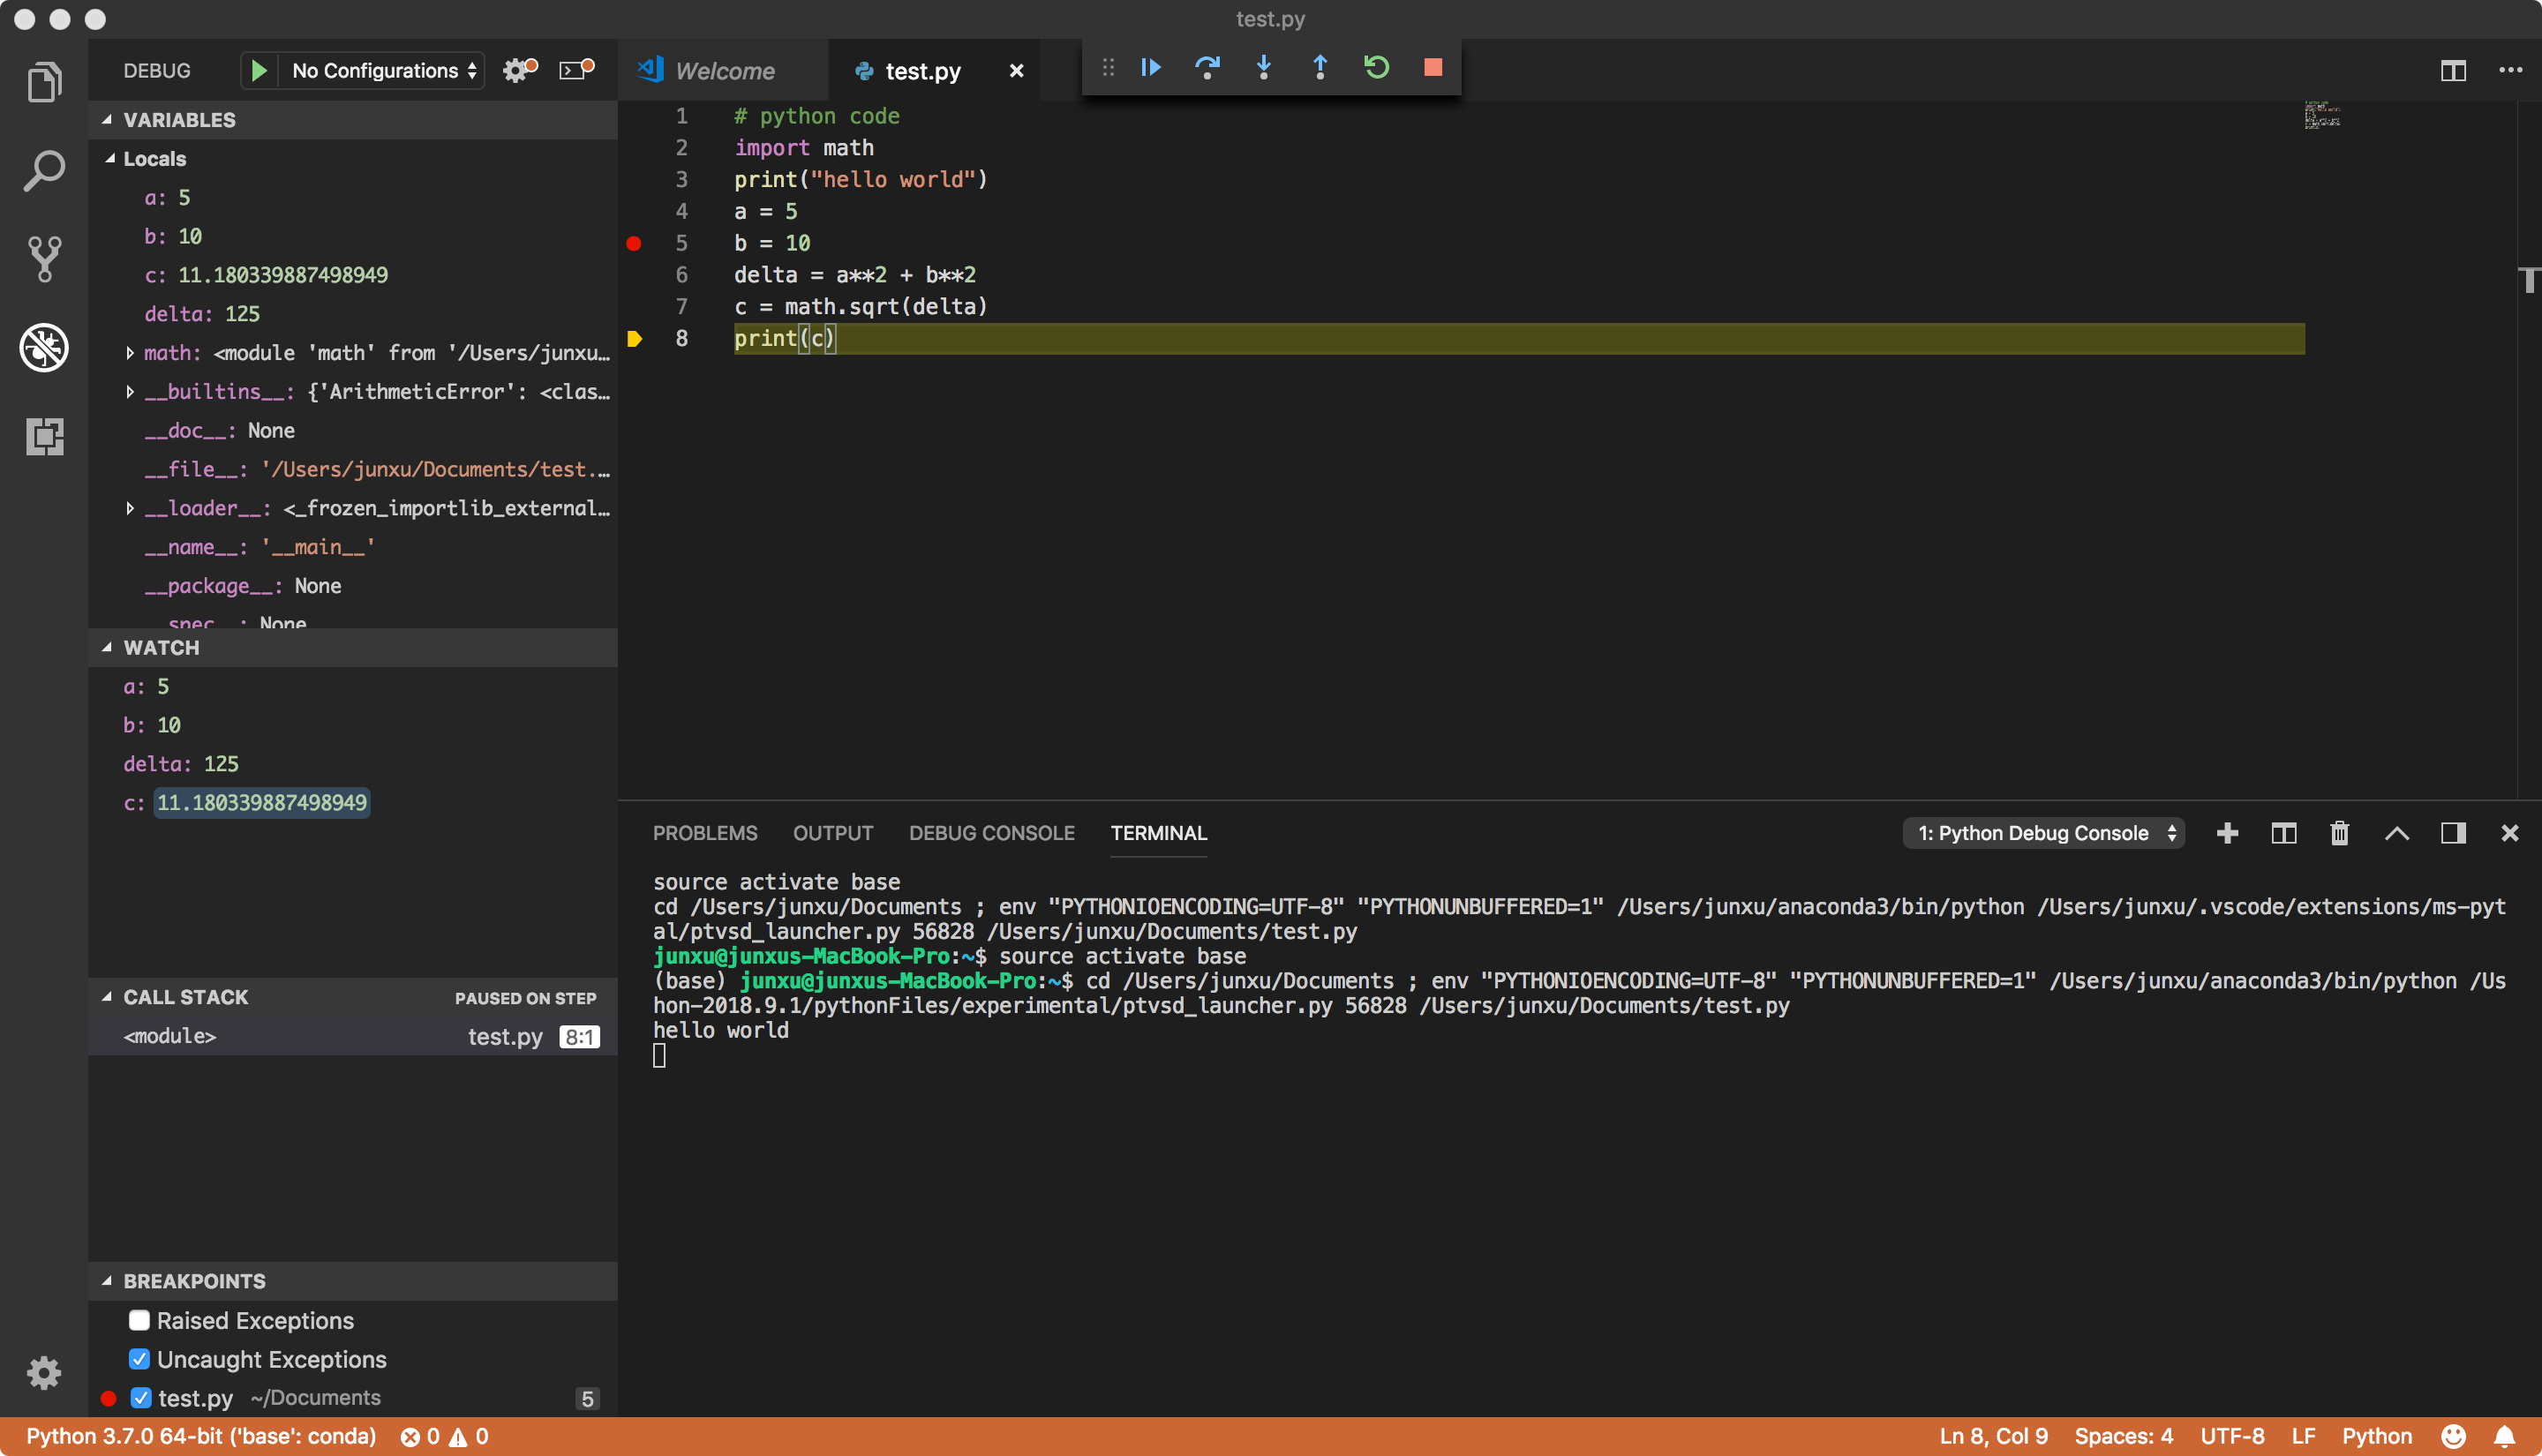 test.py
DEBUG
No Configurations
Welcome
test.py
VARIABLES
Locals
a: 5
b: 10
c: 11.180339887498949
delta: 125
math: <module 'math' from '/Users/junxu…
__builtins__: {'ArithmeticError': <clas…
__doc__: None
__file__: '/Users/junxu/Documents/test.…
__loader__: <_frozen_importlib_external…
__name__: '__main__'
__package__: None
__spec__: None
WATCH
a: 5
b: 10
delta: 125
c: 11.180339887498949
CALL STACK PAUSED ON STEP
<module> test.py 8:1
BREAKPOINTS
Raised Exceptions
Uncaught Exceptions
test.py ~/Documents 5
1 # python code
2 import math
3 print("hello world")
4 a = 5
5 b = 10
6 delta = a**2 + b**2
7 c = math.sqrt(delta)
8 print(c)
PROBLEMS OUTPUT DEBUG CONSOLE TERMINAL 1: Python Debug Console
source activate base
cd /Users/junxu/Documents ; env "PYTHONIOENCODING=UTF-8" "PYTHONUNBUFFERED=1" /Users/junxu/anaconda3/bin/python /Users/junxu/.vscode/extensions/ms-pyt
al/ptvsd_launcher.py 56828 /Users/junxu/Documents/test.py
junxu@junxus-MacBook-Pro:~$ source activate base
(base) junxu@junxus-MacBook-Pro:~$ cd /Users/junxu/Documents ; env "PYTHONIOENCODING=UTF-8" "PYTHONUNBUFFERED=1" /Users/junxu/anaconda3/bin/python /Us
hon-2018.9.1/pythonFiles/experimental/ptvsd_launcher.py 56828 /Users/junxu/Documents/test.py
hello world
Python 3.7.0 64-bit ('base': conda) 0 0 Ln 8, Col 9 Spaces: 4 UTF-8 LF Python